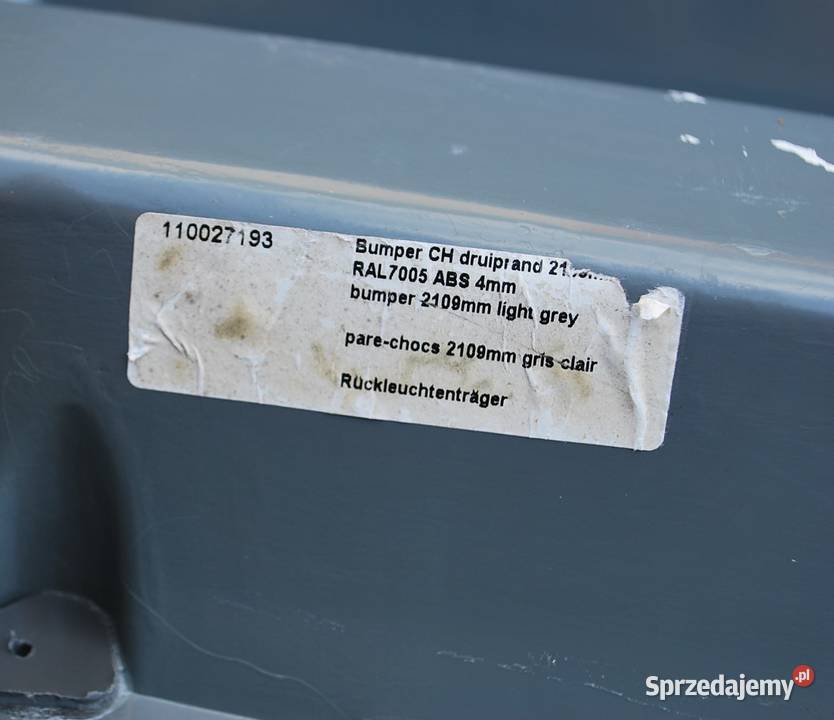 110027193
Bumper CH druiprand
RAL7005 ABS 4mm
bumper 2109mm light grey
pare-chocs 2109mm gris clair
Rückleuchtenträger
Sprzedajemy.pl